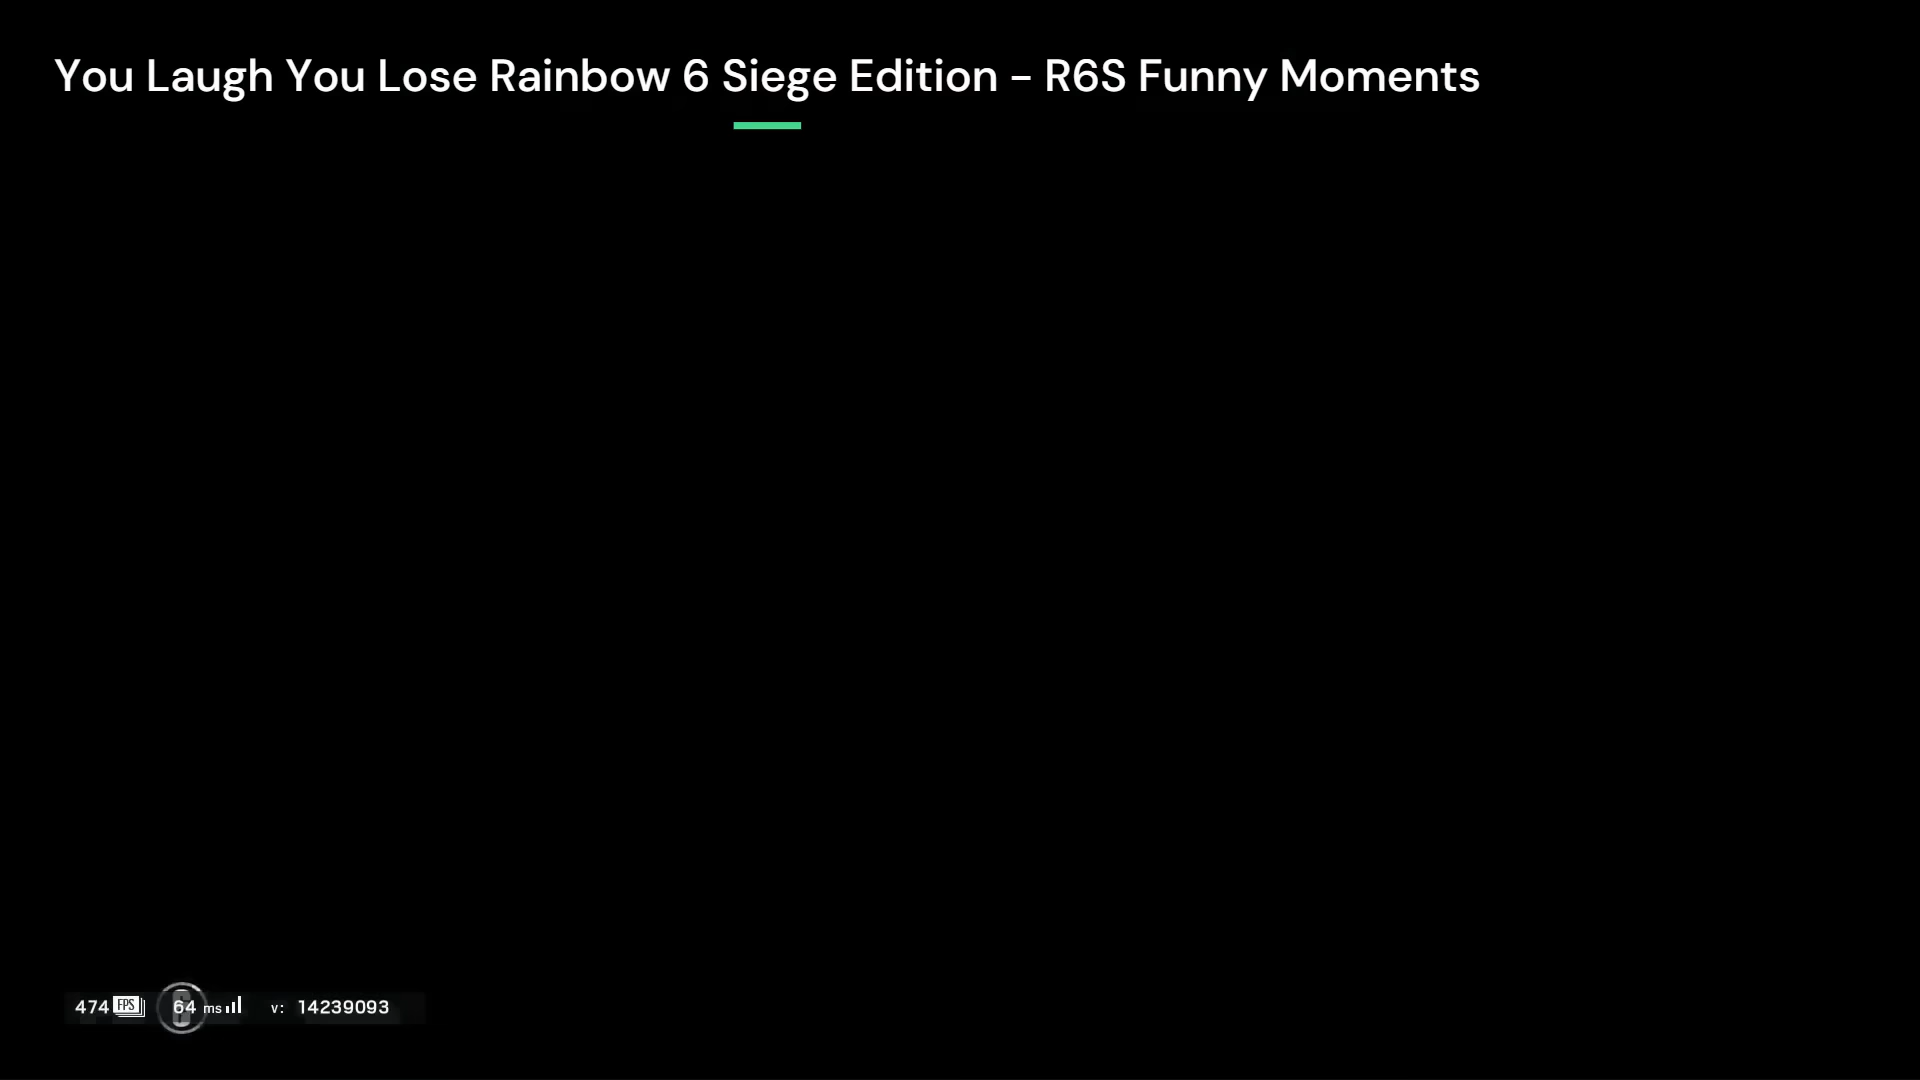 You Laugh You Lose Rainbow 6 Siege Edition – R6S Funny Moments
474 FPS 64 ms v: 14239093